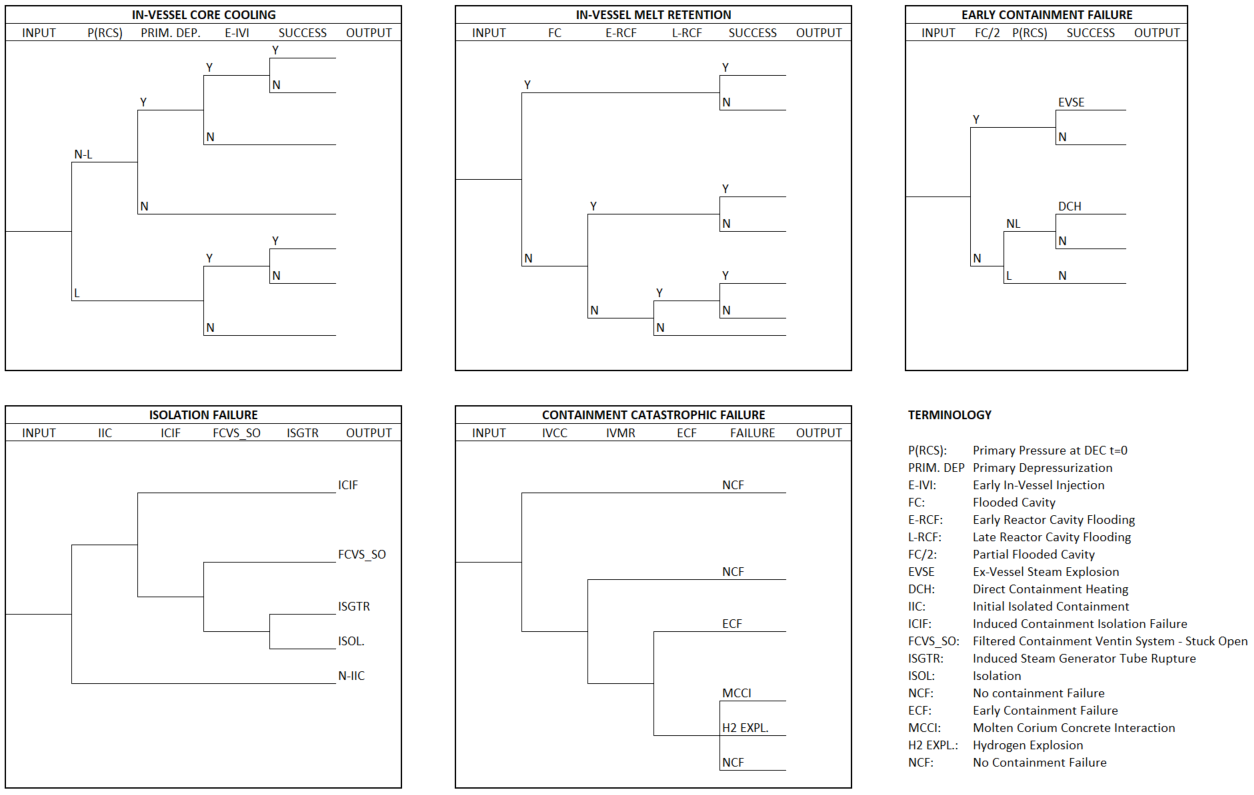 IN-VESSEL CORE COOLING
INPUT P(RCS) PRIM. DEP. E-IVI SUCCESS OUTPUT
Y
Y
N
Y
N
N-L
N
Y
Y
N
L
N
IN-VESSEL MELT RETENTION
INPUT FC E-RCF L-RCF SUCCESS OUTPUT
Y
Y
N
Y
Y
N
N
Y
Y
N
N
N
EARLY CONTAINMENT FAILURE
INPUT FC/2 P(RCS) SUCCESS OUTPUT
EVSE
Y
N
DCH
NL
N
N
L N
ISOLATION FAILURE
INPUT IIC ICIF FCVS_SO ISGTR OUTPUT
ICIF
FCVS_SO
ISGTR
ISOL.
N-IIC
CONTAINMENT CATASTROPHIC FAILURE
INPUT IVCC IVMR ECF FAILURE OUTPUT
NCF
NCF
ECF
MCCI
H2 EXPL.
NCF
TERMINOLOGY
P(RCS): Primary Pressure at DEC t=0
PRIM. DEP Primary Depressurization
E-IVI: Early In-Vessel Injection
FC: Flooded Cavity
E-RCF: Early Reactor Cavity Flooding
L-RCF: Late Reactor Cavity Flooding
FC/2: Partial Flooded Cavity
EVSE Ex-Vessel Steam Explosion
DCH: Direct Containment Heating
IIC: Initial Isolated Containment
ICIF: Induced Containment Isolation Failure
FCVS_SO: Filtered Containment Ventin System - Stuck Open
ISGTR: Induced Steam Generator Tube Rupture
ISOL: Isolation
NCF: No containment Failure
ECF: Early Containment Failure
MCCI: Molten Corium Concrete Interaction
H2 EXPL.: Hydrogen Explosion
NCF: No Containment Failure